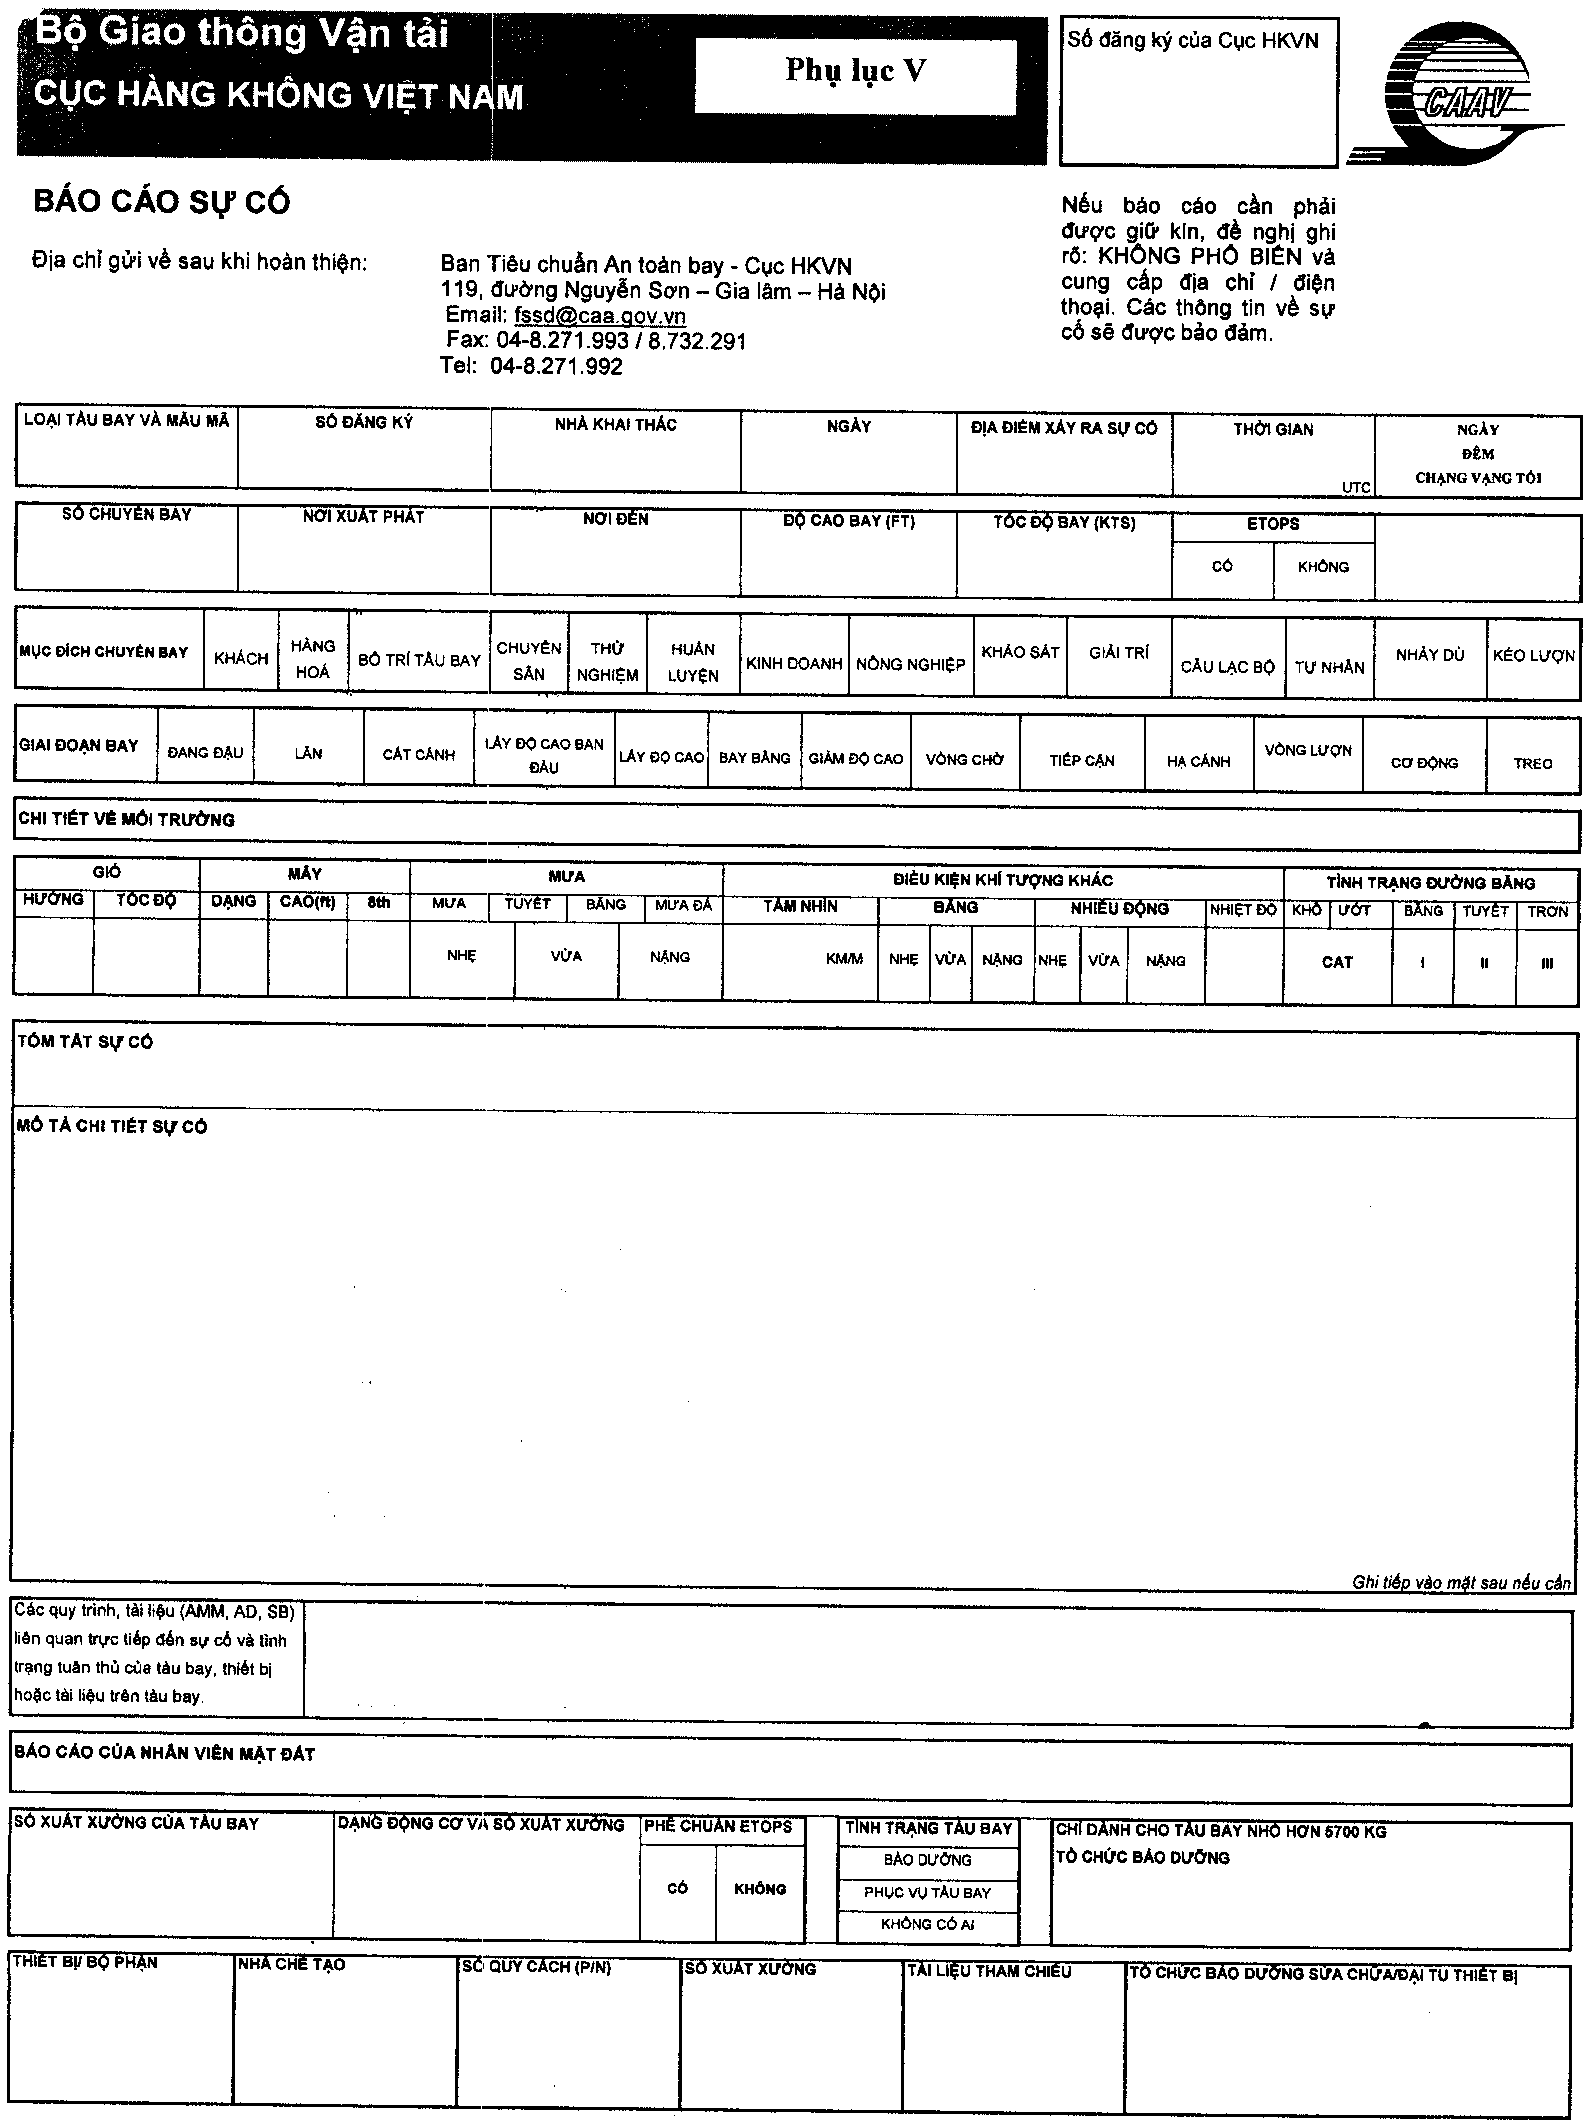 Bộ Giao thông Vận tải
CỤC HÀNG KHÔNG VIỆT NAM
Phụ lục V
Số đăng ký của Cục HKVN
CAAV
BÁO CÁO SỰ CỐ
Địa chỉ gửi về sau khi hoàn thiện:
Ban Tiêu chuẩn An toàn bay - Cục HKVN
119, đường Nguyễn Sơn – Gia lâm – Hà Nội
Email: fssd@caa.gov.vn
Fax: 04-8.271.993 / 8.732.291
Tel: 04-8.271.992
Nếu báo cáo cần phải
được giữ kín, đề nghị ghi
rõ: KHÔNG PHỔ BIẾN và
cung cấp địa chỉ / điện
thoại. Các thông tin về sự
cố sẽ được bảo đảm.
LOẠI TÀU BAY VÀ MẪU MÃ SỐ ĐĂNG KÝ NHÀ KHAI THÁC NGÀY ĐỊA ĐIỂM XẢY RA SỰ CỐ THỜI GIAN NGÀY
ĐÊM
CHẠNG VẠNG TỐI
UTC
SỐ CHUYẾN BAY NƠI XUẤT PHÁT NƠI ĐẾN ĐỘ CAO BAY (FT) TỐC ĐỘ BAY (KTS) ETOPS
CÓ KHÔNG
MỤC ĐÍCH CHUYẾN BAY KHÁCH HÀNG HOÁ BỐ TRÍ TÀU BAY CHUYÊN SÂN THỬ NGHIỆM HUẤN LUYỆN KINH DOANH NÔNG NGHIỆP KHẢO SÁT GIẢI TRÍ CÂU LẠC BỘ TƯ NHÂN NHẢY DÙ KÉO LƯỢN
GIAI ĐOẠN BAY ĐANG ĐẬU LĂN CẤT CÁNH LẤY ĐỘ CAO BAN ĐẦU LẤY ĐỘ CAO BAY BẰNG GIẢM ĐỘ CAO VÒNG CHỜ TIẾP CẬN HẠ CÁNH VÒNG LƯỢN CƠ ĐỘNG TREO
CHI TIẾT VỀ MÔI TRƯỜNG
GIÓ MÂY MƯA ĐIỀU KIỆN KHÍ TƯỢNG KHÁC TÌNH TRẠNG ĐƯỜNG BĂNG
HƯỚNG TỐC ĐỘ DẠNG CAO(ft) 8th MƯA TUYẾT BĂNG MƯA ĐÁ TẦM NHÌN BĂNG NHIỄU ĐỘNG NHIỆT ĐỘ KHÔ ƯỚT BĂNG TUYẾT TRƠN
NHẸ VỪA NẶNG KM/M NHẸ VỪA NẶNG NHẸ VỪA NẶNG CAT I II III
TÓM TẮT SỰ CỐ
MÔ TẢ CHI TIẾT SỰ CỐ
Ghi tiếp vào mặt sau nếu cần
Các quy trình, tài liệu (AMM, AD, SB)
liên quan trực tiếp đến sự cố và tình
trạng tuân thủ của tàu bay, thiết bị
hoặc tài liệu trên tàu bay.
BÁO CÁO CỦA NHÂN VIÊN MẶT ĐẤT
SỐ XUẤT XƯỞNG CỦA TÀU BAY DẠNG ĐỘNG CƠ VÀ SỐ XUẤT XƯỞNG PHÊ CHUẨN ETOPS TÌNH TRẠNG TÀU BAY CHỈ DÀNH CHO TÀU BAY NHỎ HƠN 5700 KG
BẢO DƯỠNG TỔ CHỨC BẢO DƯỠNG
CÓ KHÔNG PHỤC VỤ TÀU BAY
KHÔNG CÓ AI
THIẾT BỊ/ BỘ PHẬN NHÀ CHẾ TẠO SỐ QUY CÁCH (P/N) SỐ XUẤT XƯỞNG TÀI LIỆU THAM CHIẾU TỔ CHỨC BẢO DƯỠNG SỬA CHỮA/ĐẠI TU THIẾT BỊ